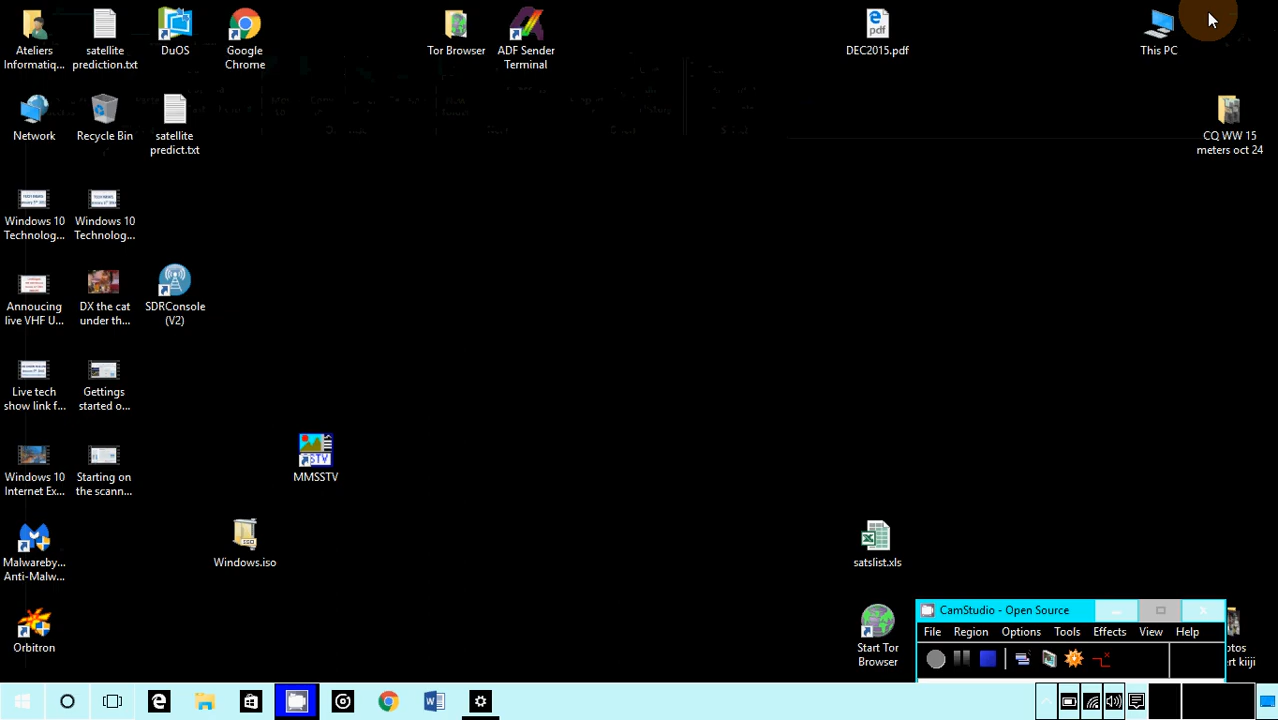 Ateliers
Informatiq...
satellite
prediction.txt
DuOS
Google
Chrome
Tor Browser
ADF Sender
Terminal
DEC2015.pdf
This PC
Network
Recycle Bin
satellite
predict.txt
CQ WW 15
meters oct 24
Windows 10
Technolog...
Windows 10
Technolog...
Annoucing
live VHF U...
DX the cat
under th...
SDRConsole
(V2)
Live tech
show link f...
Gettings
started o...
Windows 10
Internet Ex...
Starting on
the scann...
MMSSTV
Malwareby...
Anti-Malw...
Windows.iso
satslist.xls
Orbitron
Start Tor
Browser
CamStudio - Open Source
File Region Options Tools Effects View Help